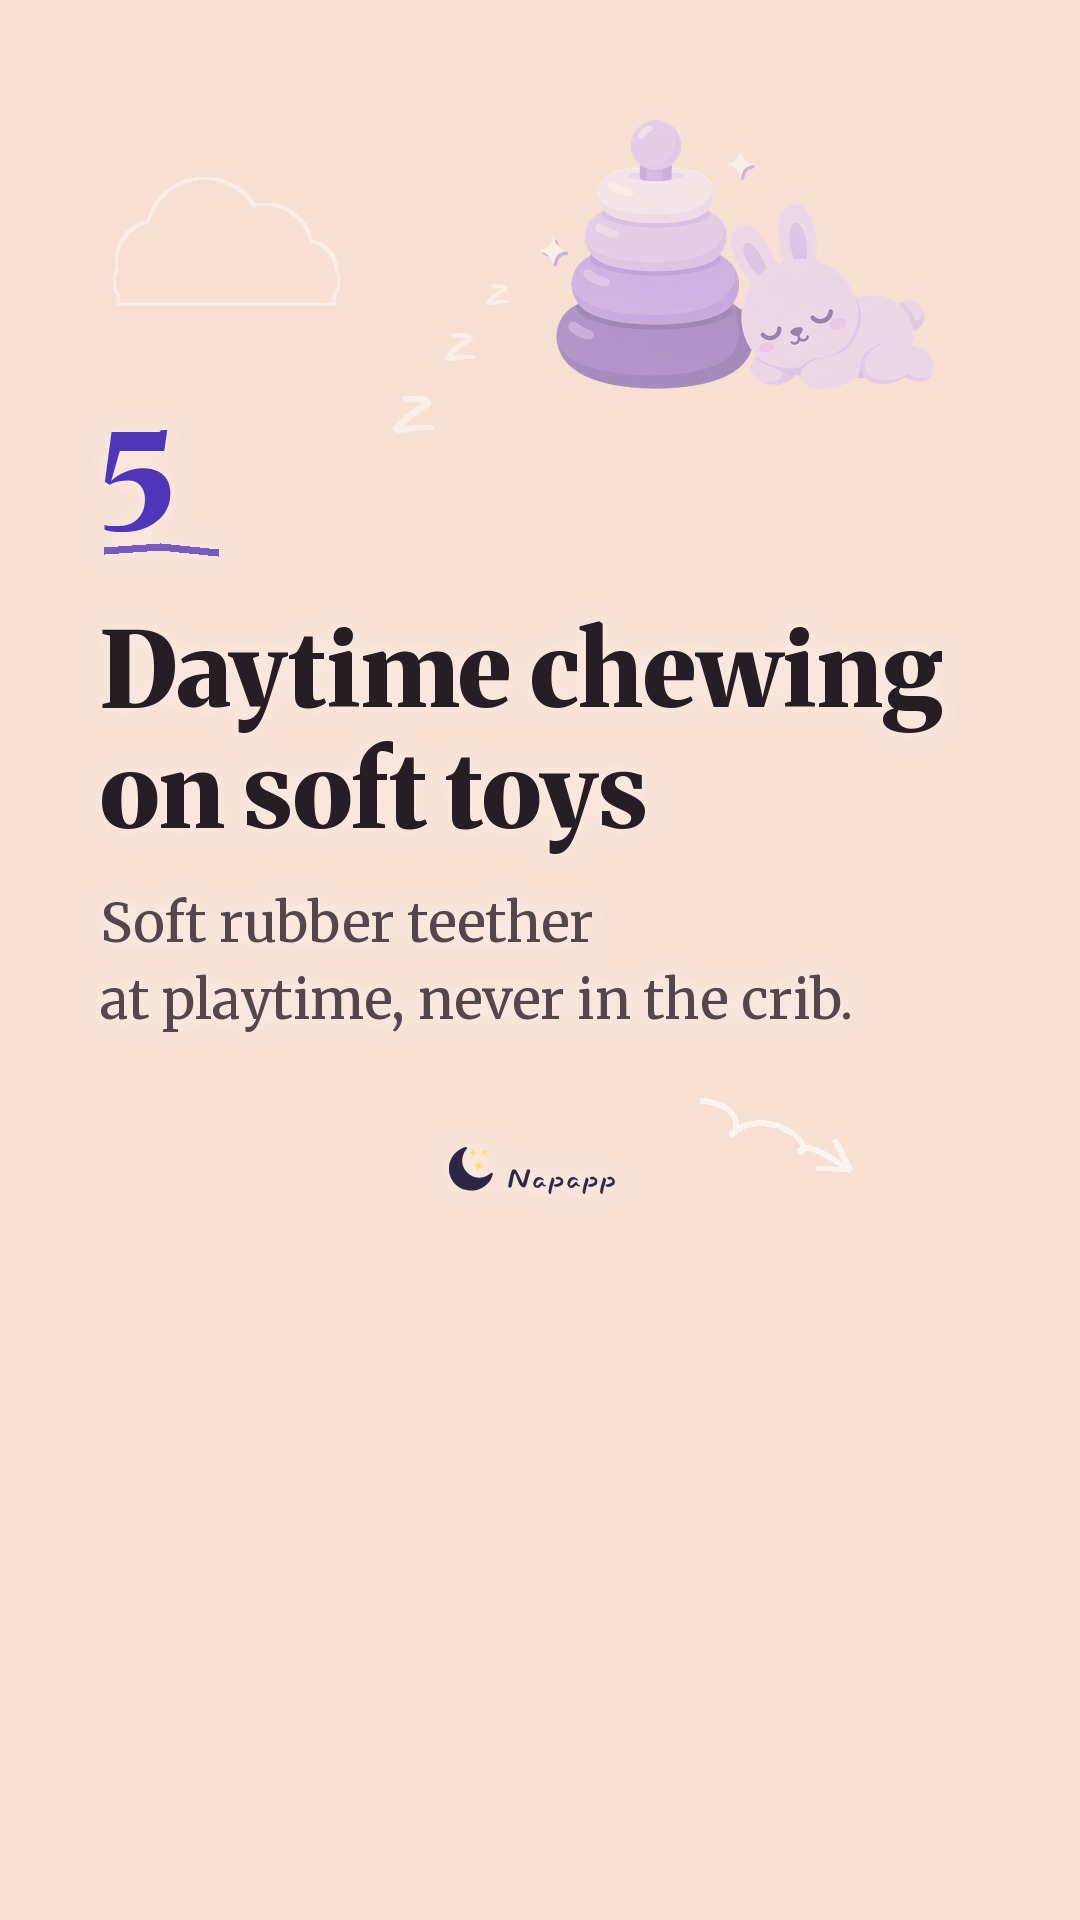 z
z
z
5
Daytime chewing
on soft toys
Soft rubber teether
at playtime, never in the crib.
Napapp